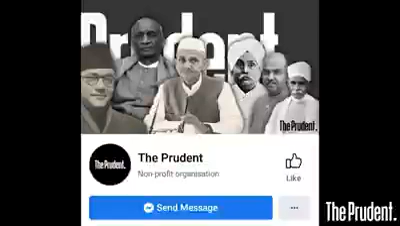 Prudent
The Prudent.
The Prudent.
The Prudent
Non-profit organisation
Like
Send Message
The Prudent.